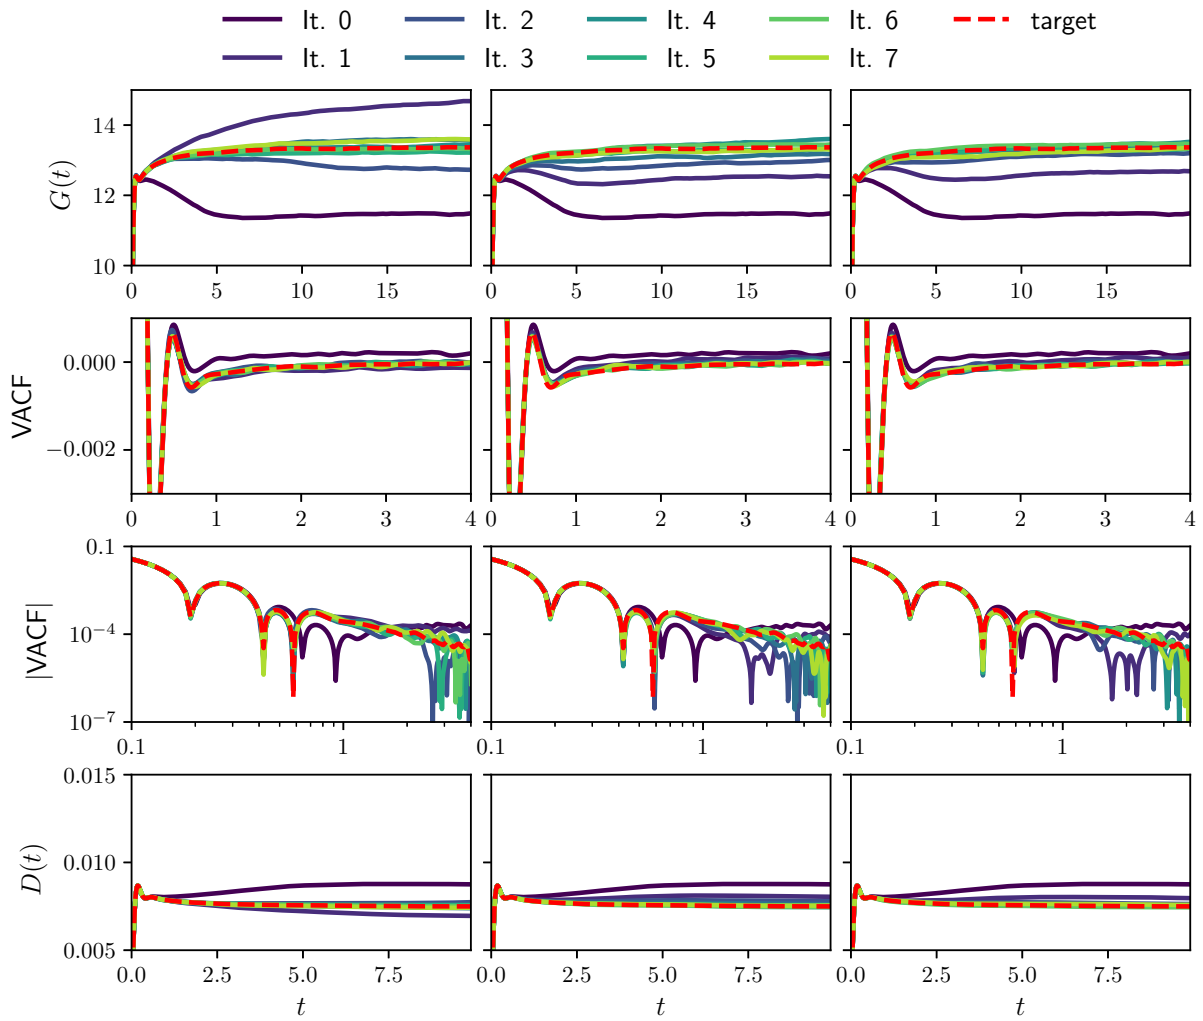 It. 0 It. 2 It. 4 It. 6 target
It. 1 It. 3 It. 5 It. 7
G(t)
14
12
10
0 5 10 15 0 5 10 15 0 5 10 15
VACF
0.000
−0.002
0 1 2 3 4 0 1 2 3 4 0 1 2 3 4
|VACF|
0.1
10⁻⁴
10⁻⁷
0.1 1 0.1 1 0.1 1
D(t)
0.015
0.010
0.005
0.0 2.5 5.0 7.5 0.0 2.5 5.0 7.5 0.0 2.5 5.0 7.5
t t t